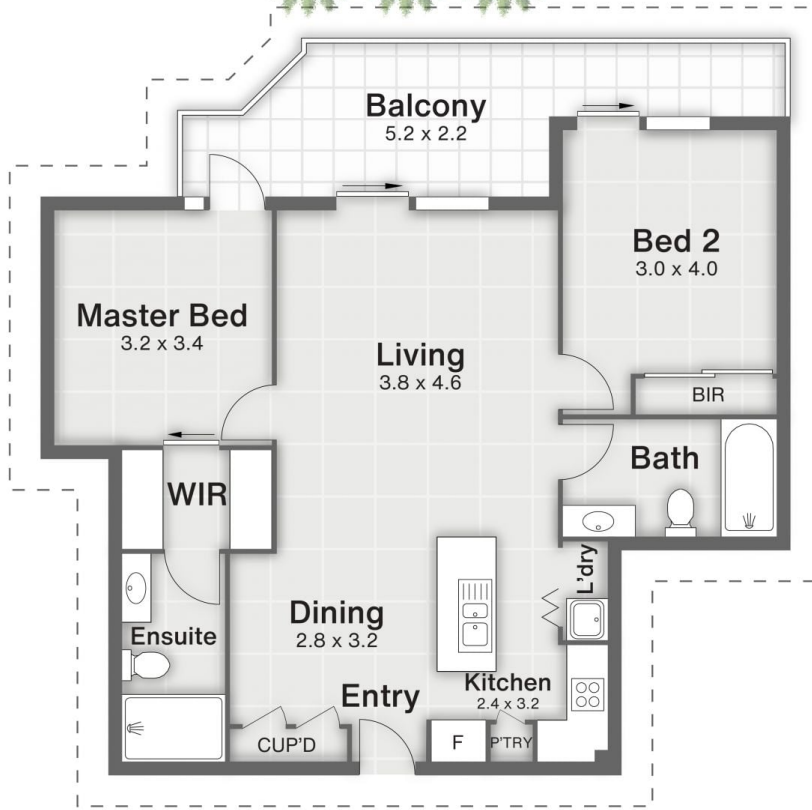 Balcony
5.2 x 2.2
Bed 2
3.0 x 4.0
Master Bed
3.2 x 3.4
Living
3.8 x 4.6
BIR
Bath
WIR
L'dry
Dining
2.8 x 3.2
Ensuite
Kitchen
2.4 x 3.2
Entry
CUP'D
F
P'TRY